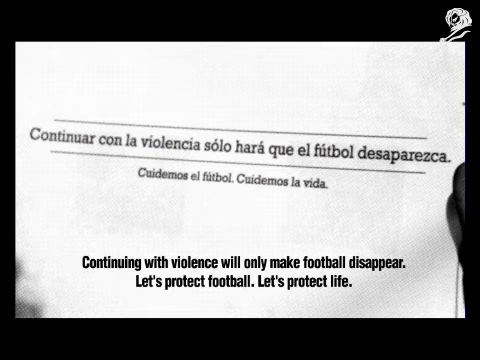 Continuar con la violencia sólo hará que el fútbol desaparezca.
Cuidemos el fútbol. Cuidemos la vida.
Continuing with violence will only make football disappear.
Let's protect football. Let's protect life.